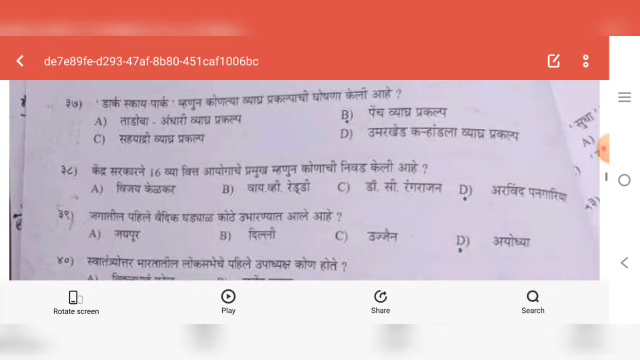 de7e89fe-d293-47af-8b80-451caf1006bc
३७) ' डार्क स्काय पार्क ' म्हणुन कोणत्या व्याघ्र प्रकल्पाची घोषणा केली आहे ?
A) ताडोबा - अंधारी व्याघ्र प्रकल्प B) पेंच व्याघ्र प्रकल्प
C) सहयाद्री व्याघ्र प्रकल्प D) उमरखेड क-हांडला व्याघ्र प्रकल्प
३८) केंद्र सरकारने 16 व्या वित्त आयोगाचे प्रमुख म्हणुन कोणाची निवड केली आहे ?
A) विजय केळकर B) वाय.व्ही. रेड्डी C) डॉ. सी. रंगराजन D) अरविंद पनगारिया
३९) जगातील पहिले वैदिक घड्याळ कोठे उभारण्यात आले आहे ?
A) जयपूर B) दिल्ली C) उज्जैन D) अयोध्या
४०) स्वातंत्र्योत्तर भारतातील लोकसभेचे पहिले उपाध्यक्ष कोण होते ?
' सुधा '
A)
Rotate screen Play Share Search